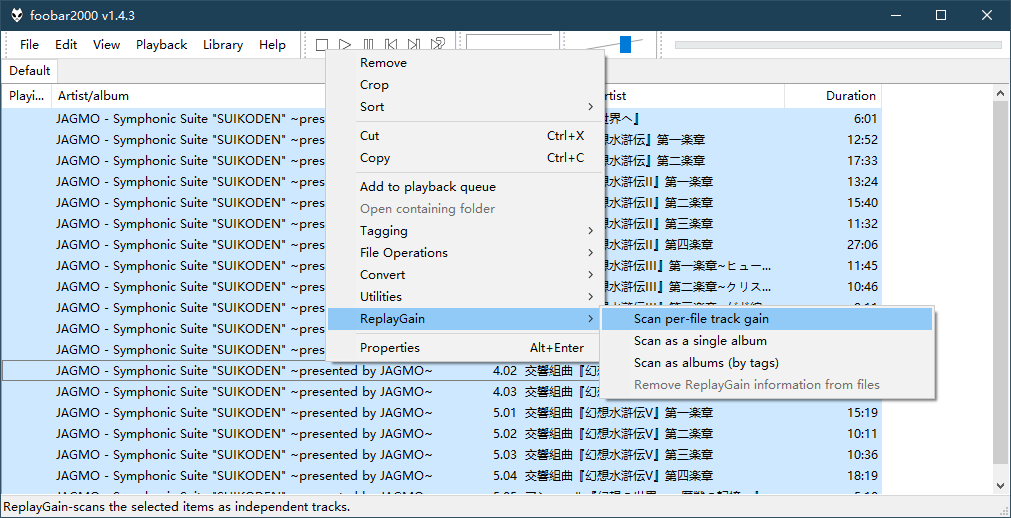 foobar2000 v1.4.3
File Edit View Playback Library Help
Default
Playi... Artist/album rtist Duration
JAGMO - Symphonic Suite "SUIKODEN" ~pres 世界へ』 6:01
JAGMO - Symphonic Suite "SUIKODEN" ~pres 想水滸伝』第一楽章 12:52
JAGMO - Symphonic Suite "SUIKODEN" ~pres 想水滸伝』第二楽章 17:33
JAGMO - Symphonic Suite "SUIKODEN" ~pres 想水滸伝II』第一楽章 13:24
JAGMO - Symphonic Suite "SUIKODEN" ~pres 想水滸伝II』第二楽章 15:40
JAGMO - Symphonic Suite "SUIKODEN" ~pres 想水滸伝II』第三楽章 11:32
JAGMO - Symphonic Suite "SUIKODEN" ~pres 想水滸伝II』第四楽章 27:06
JAGMO - Symphonic Suite "SUIKODEN" ~pres 想水滸伝III』第一楽章~ヒュー... 11:45
JAGMO - Symphonic Suite "SUIKODEN" ~pres 想水滸伝III』第二楽章~クリス... 10:46
JAGMO - Symphonic Suite "SUIKODEN" ~pres
JAGMO - Symphonic Suite "SUIKODEN" ~pres
JAGMO - Symphonic Suite "SUIKODEN" ~pres
JAGMO - Symphonic Suite "SUIKODEN" ~presented by JAGMO~ 4.02 交響組曲『幻想
JAGMO - Symphonic Suite "SUIKODEN" ~presented by JAGMO~ 4.03 交響組曲『幻想
JAGMO - Symphonic Suite "SUIKODEN" ~presented by JAGMO~ 5.01 交響組曲『幻想水滸伝V』第一楽章 15:19
JAGMO - Symphonic Suite "SUIKODEN" ~presented by JAGMO~ 5.02 交響組曲『幻想水滸伝V』第二楽章 10:11
JAGMO - Symphonic Suite "SUIKODEN" ~presented by JAGMO~ 5.03 交響組曲『幻想水滸伝V』第三楽章 10:36
JAGMO - Symphonic Suite "SUIKODEN" ~presented by JAGMO~ 5.04 交響組曲『幻想水滸伝V』第四楽章 18:19
Remove
Crop
Sort
Cut Ctrl+X
Copy Ctrl+C
Add to playback queue
Open containing folder
Tagging
File Operations
Convert
Utilities
ReplayGain
Properties Alt+Enter
Scan per-file track gain
Scan as a single album
Scan as albums (by tags)
Remove ReplayGain information from files
ReplayGain-scans the selected items as independent tracks.